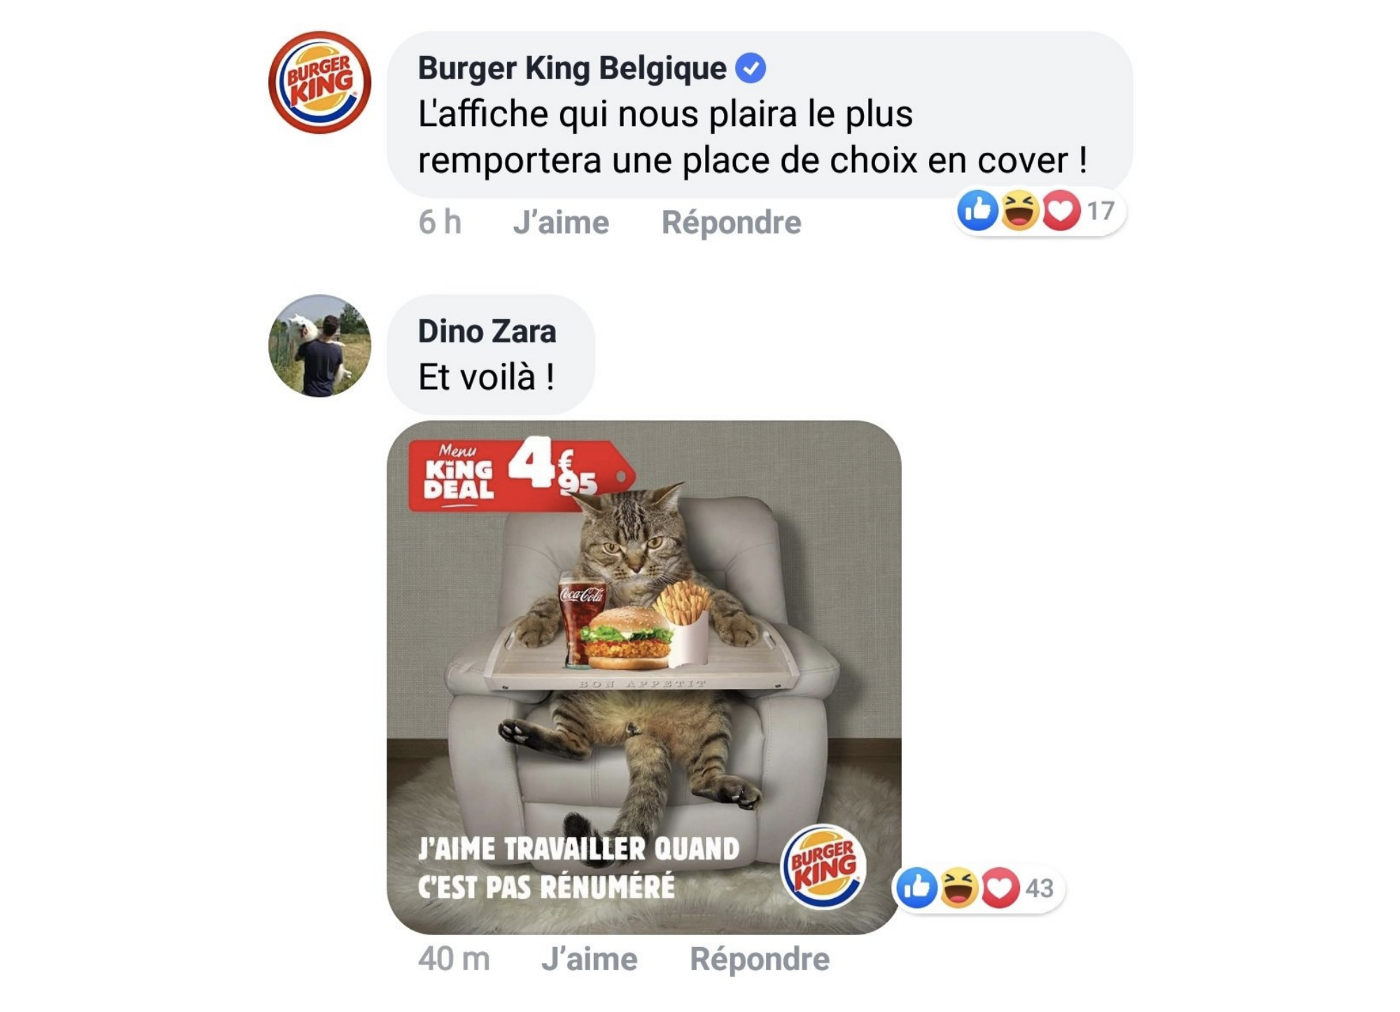 BURGER
KING
Burger King Belgique
L'affiche qui nous plaira le plus
remportera une place de choix en cover !
6 h J’aime Répondre
17
Dino Zara
Et voilà !
Menu
KING
DEAL
4€95
Coca-Cola
BON APPETIT
J’AIME TRAVAILLER QUAND
C’EST PAS RÉNUMÉRÉ
BURGER
KING
43
40 m J’aime Répondre